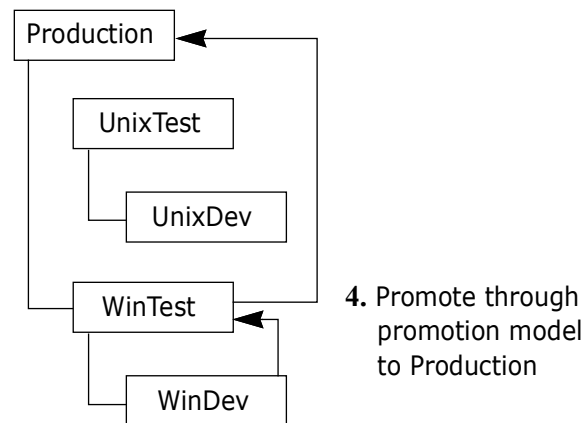 Production
UnixTest
UnixDev
WinTest
4. Promote through
promotion model
to Production
WinDev